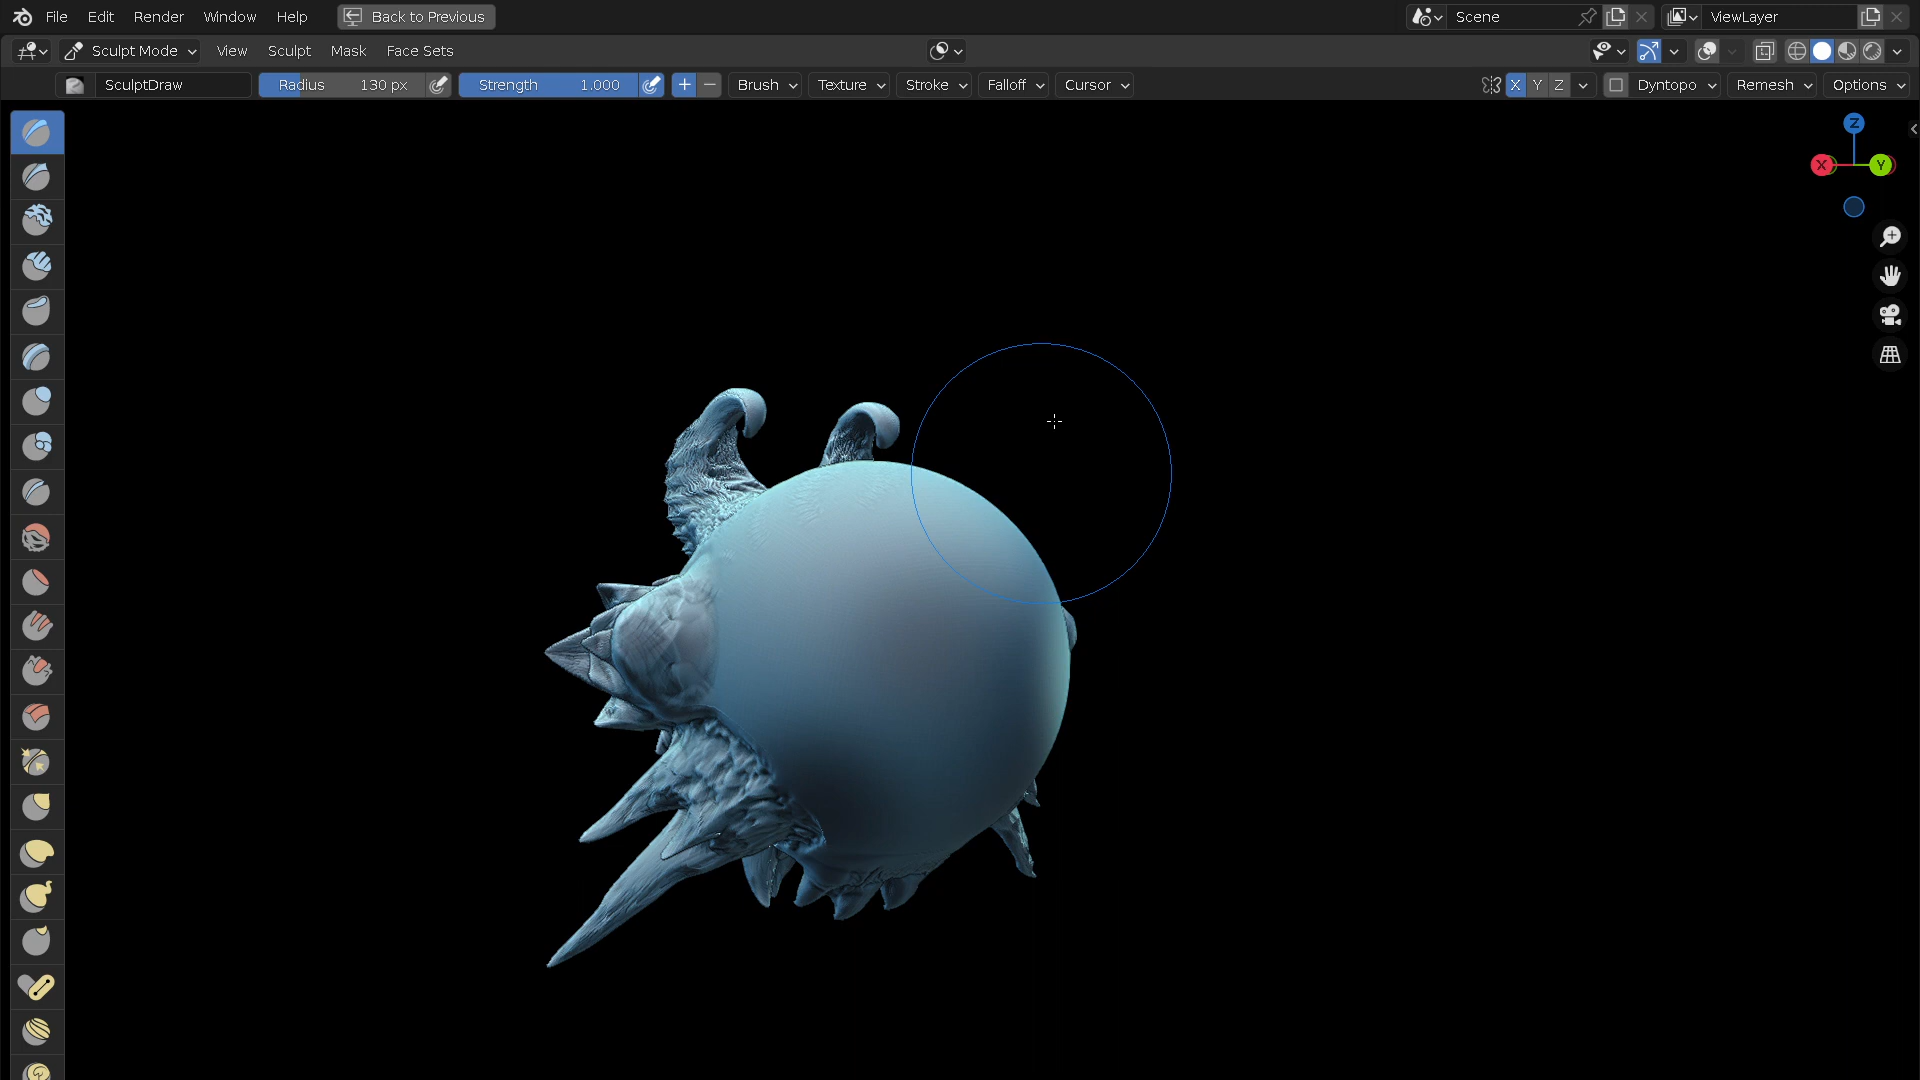 File Edit Render Window Help Back to Previous Scene ViewLayer
Sculpt Mode View Sculpt Mask Face Sets
SculptDraw Radius 130 px Strength 1.000 Brush Texture Stroke Falloff Cursor X Y Z Dyntopo Remesh Options
Z
X Y